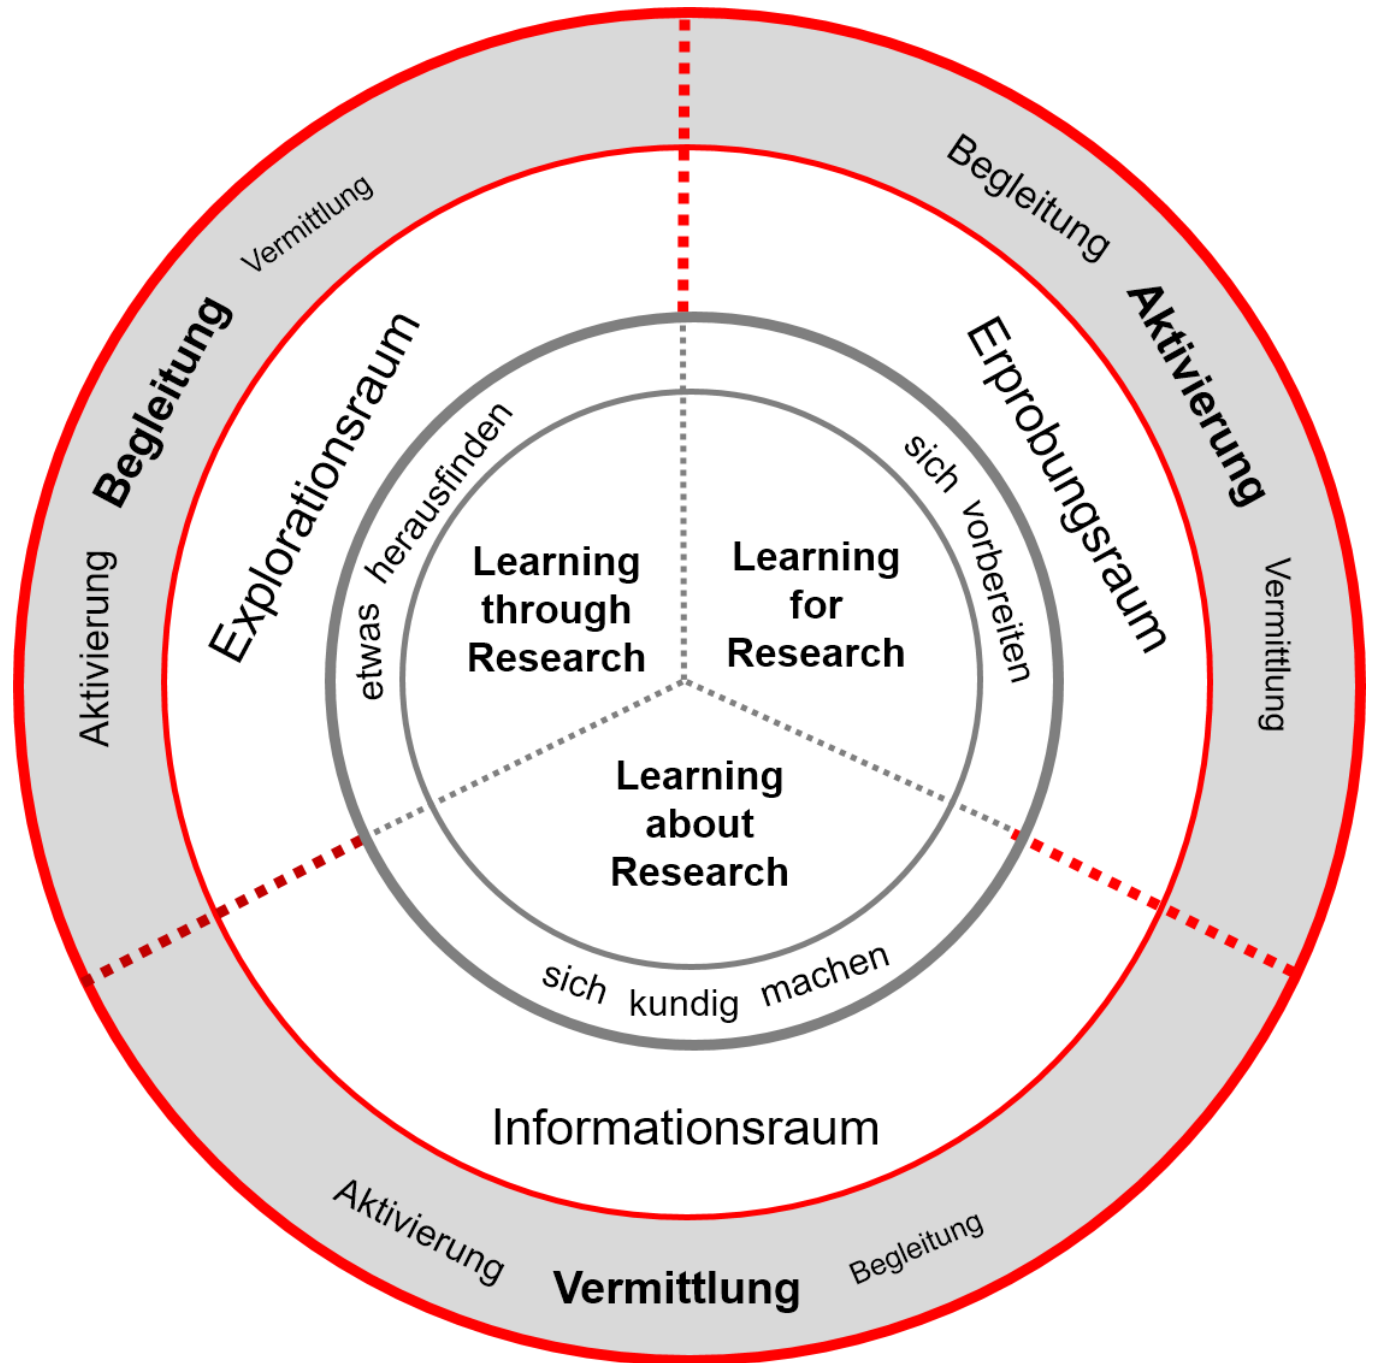 Begleitung
Aktivierung
Vermittlung
Vermittlung
Begleitung
Aktivierung
Explorationsraum
Erprobungsraum
etwas herausfinden
sich vorbereiten
Learning
through
Research
Learning
for
Research
Learning
about
Research
sich kundig machen
Informationsraum
Aktivierung
Vermittlung
Begleitung